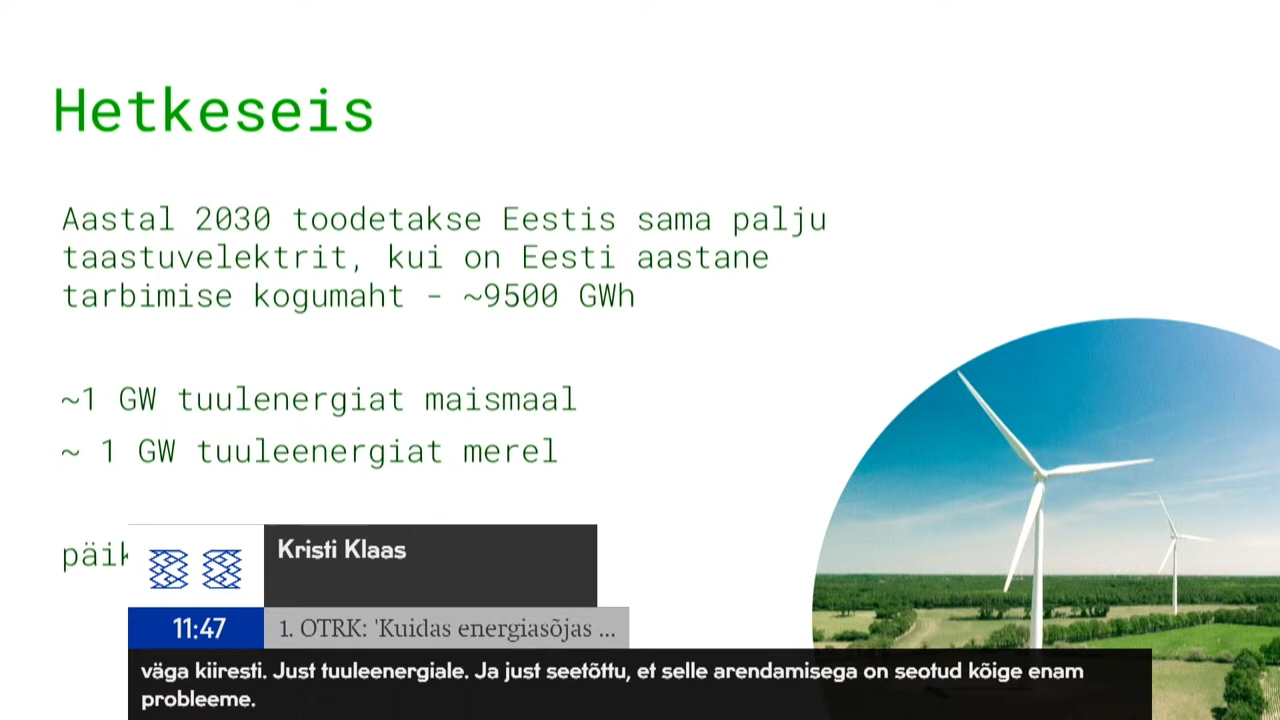 Hetkeseis
Aastal 2030 toodetakse Eestis sama palju
taastuvelektrit, kui on Eesti aastane
tarbimise kogumaht - ~9500 GWh
~1 GW tuulenergiat maismaal
~ 1 GW tuuleenergiat merel
Kristi Klaas
11:47
1. OTRK: 'Kuidas energiasõjas ...
väga kiiresti. Just tuuleenergiale. Ja just seetõttu, et selle arendamisega on seotud kõige enam
probleeme.